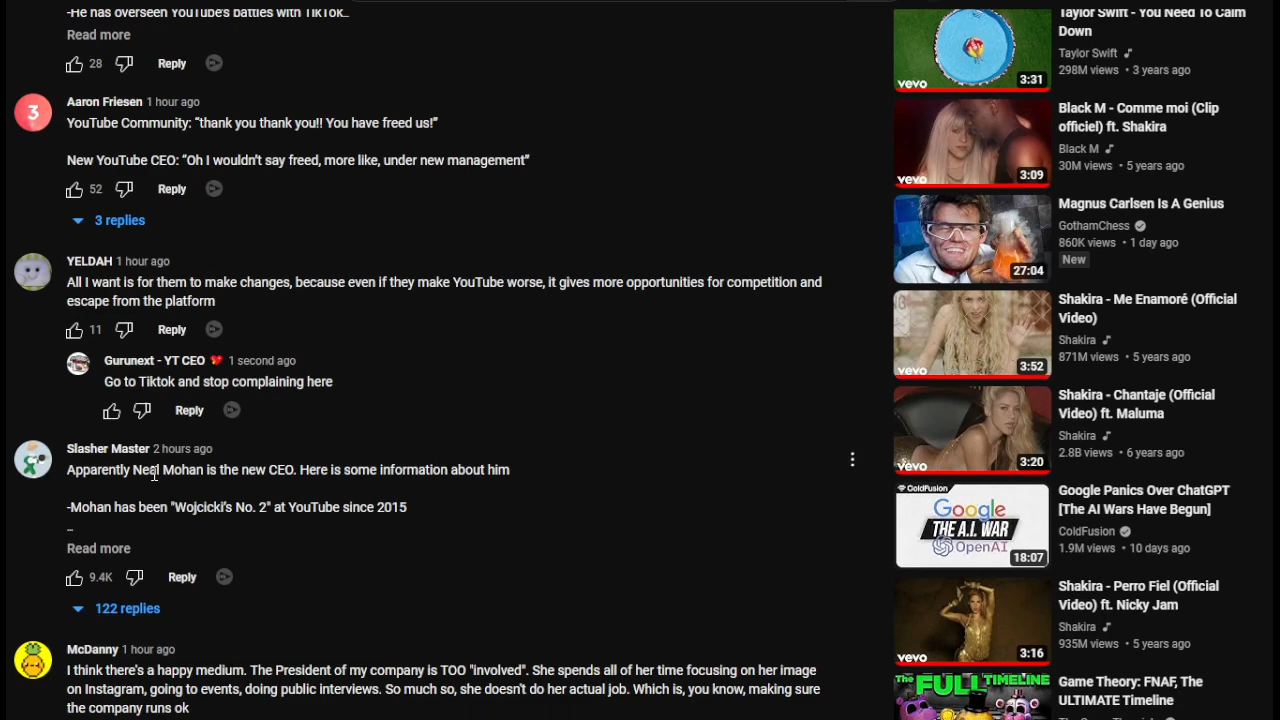 -He has overseen YouTube's battles with TikTok...
Read more
28
Reply
3
Aaron Friesen 1 hour ago
YouTube Community: “thank you thank you!! You have freed us!”
New YouTube CEO: “Oh I wouldn’t say freed, more like, under new management”
52
Reply
3 replies
YELDAH 1 hour ago
All I want is for them to make changes, because even if they make YouTube worse, it gives more opportunities for competition and
escape from the platform
11
Reply
Gurunext - YT CEO 1 second ago
Go to Tiktok and stop complaining here
Reply
Slasher Master 2 hours ago
Apparently Neal Mohan is the new CEO. Here is some information about him
-Mohan has been "Wojcicki's No. 2" at YouTube since 2015
Read more
9.4K
Reply
122 replies
McDanny 1 hour ago
I think there's a happy medium. The President of my company is TOO "involved". She spends all of her time focusing on her image
on Instagram, going to events, doing public interviews. So much so, she doesn't do her actual job. Which is, you know, making sure
the company runs ok
vevo
3:31
Taylor Swift - You Need To Calm
Down
Taylor Swift
298M views • 3 years ago
vevo
3:09
Black M - Comme moi (Clip
officiel) ft. Shakira
Black M
30M views • 5 years ago
27:04
Magnus Carlsen Is A Genius
GothamChess
860K views • 1 day ago
New
vevo
3:52
Shakira - Me Enamoré (Official
Video)
Shakira
871M views • 5 years ago
vevo
3:20
Shakira - Chantaje (Official
Video) ft. Maluma
Shakira
2.8B views • 6 years ago
ColdFusion
Google
THE A.I. WAR
OpenAI
18:07
Google Panics Over ChatGPT
[The AI Wars Have Begun]
ColdFusion
1.9M views • 10 days ago
vevo
3:16
Shakira - Perro Fiel (Official
Video) ft. Nicky Jam
Shakira
935M views • 5 years ago
The FULL TIMELINE
Game Theory: FNAF, The
ULTIMATE Timeline